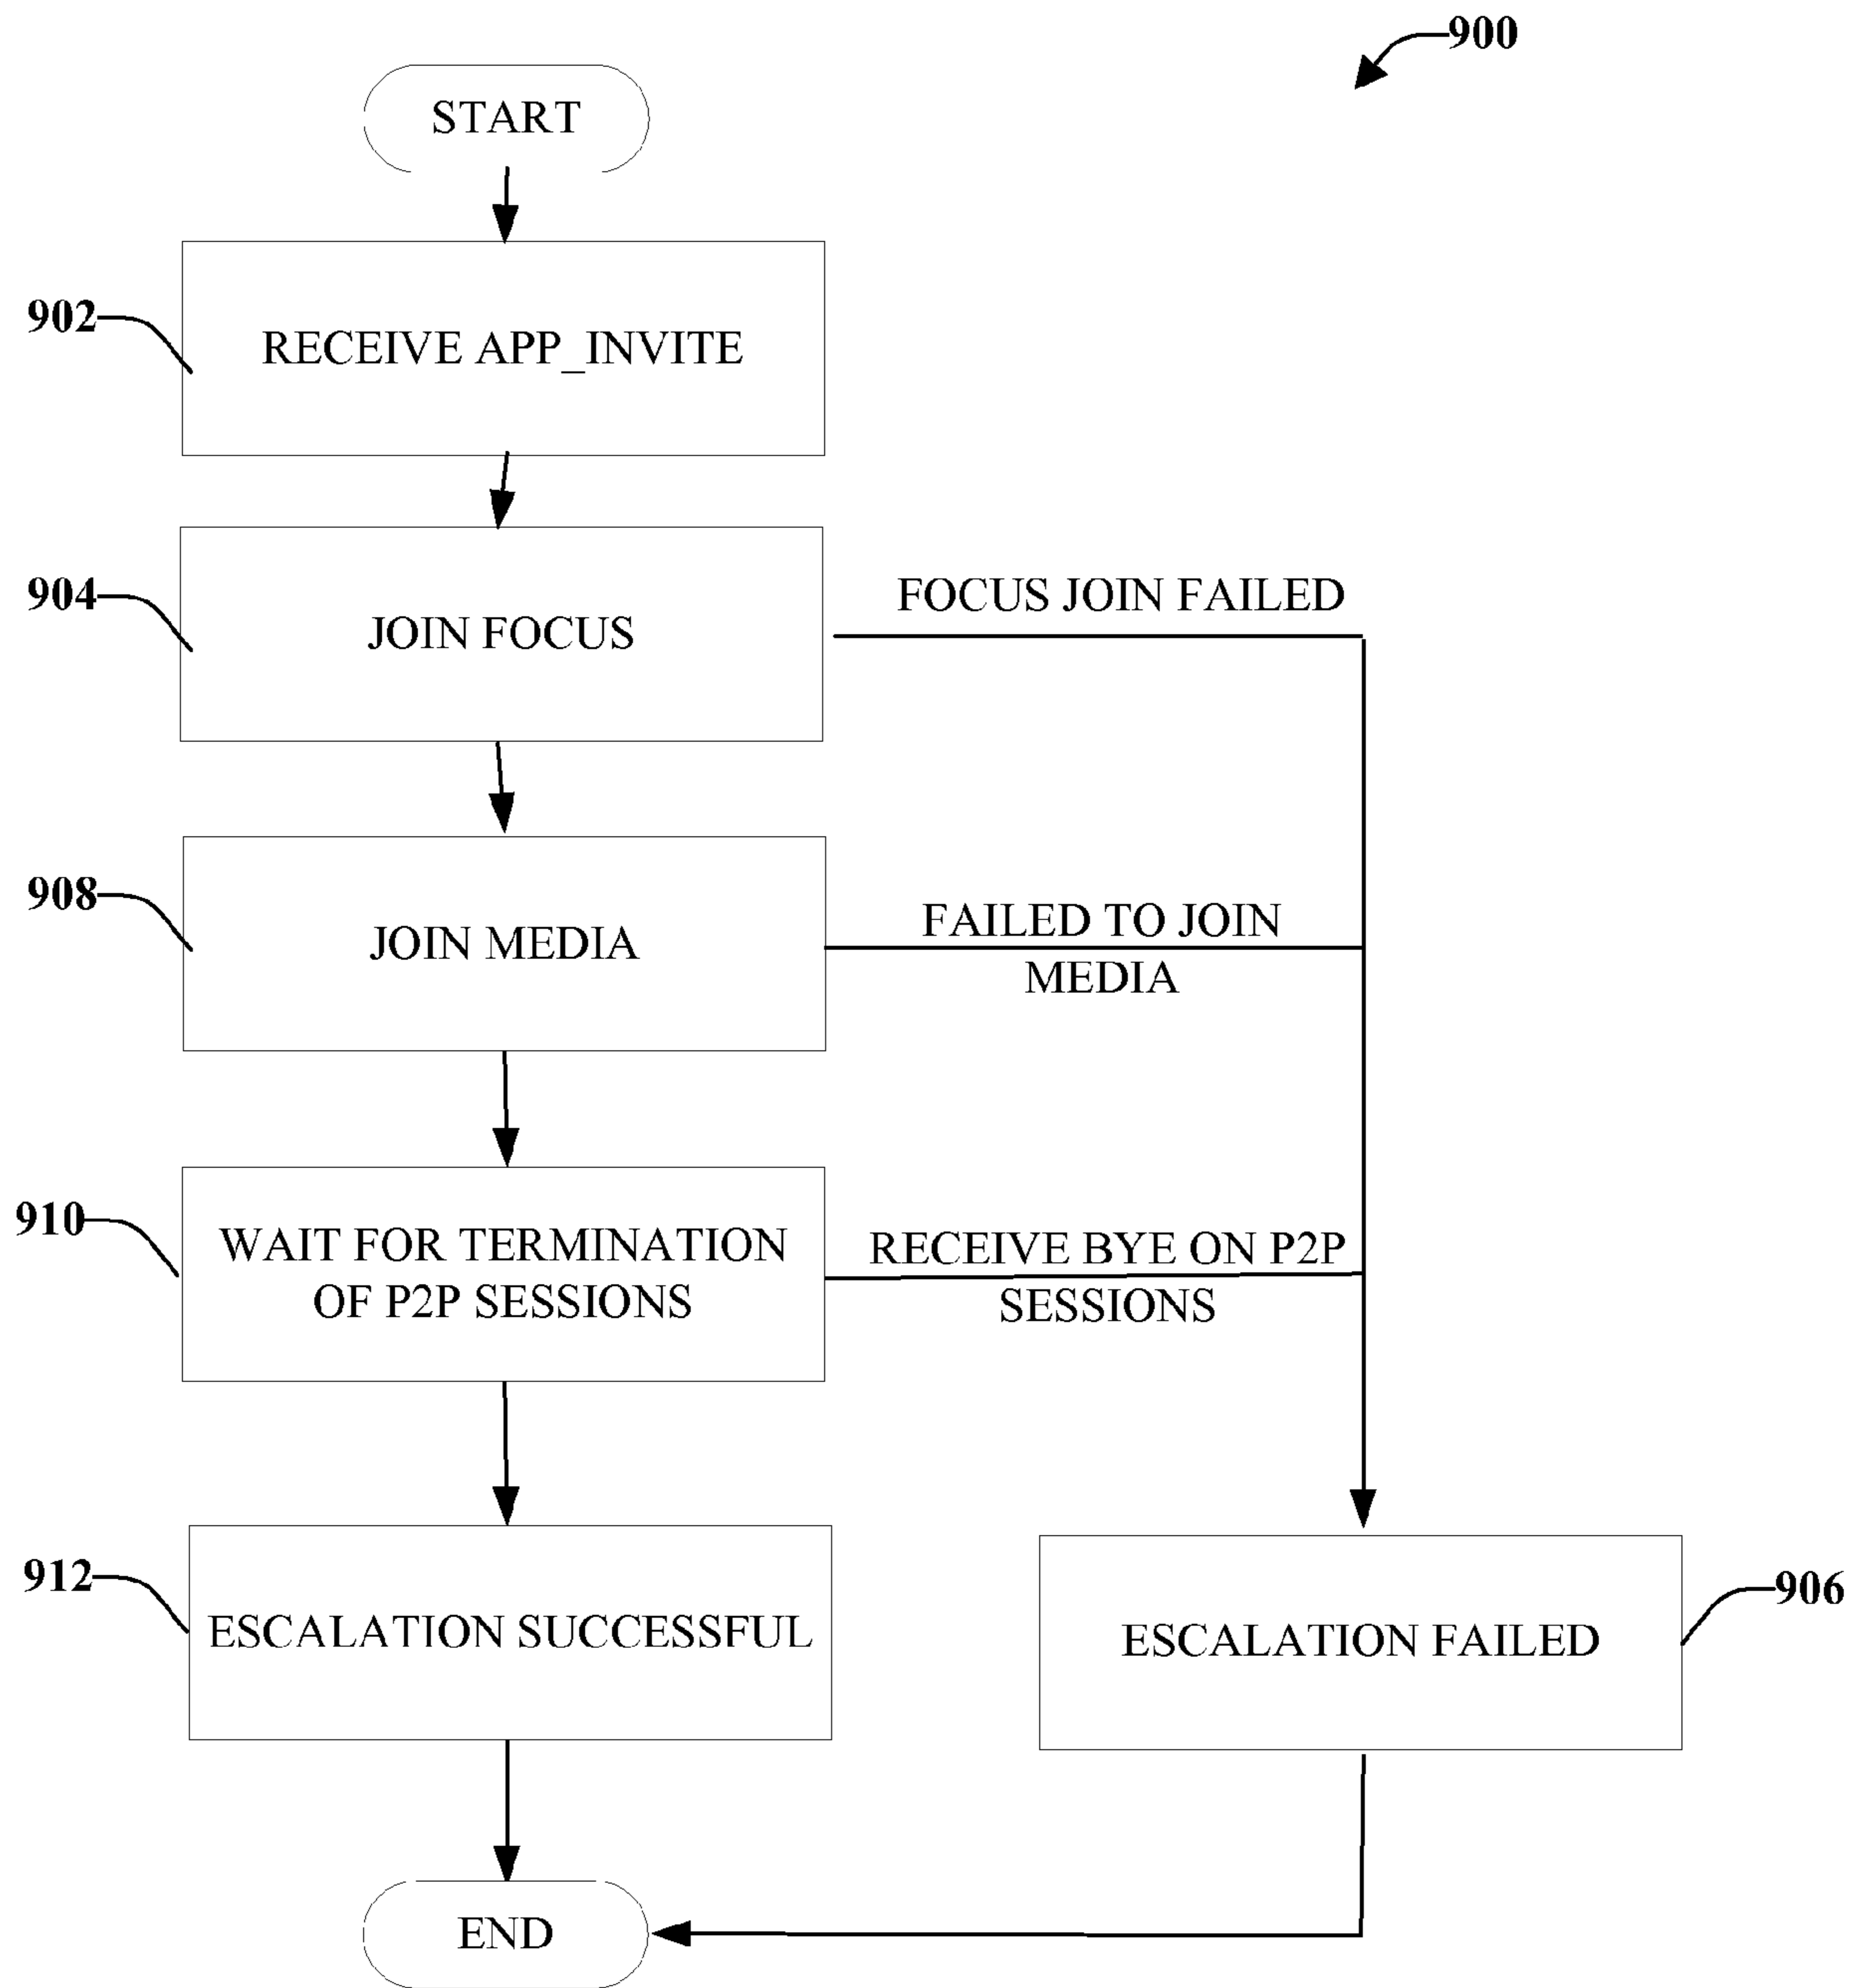 900
START
902
RECEIVE APP_INVITE
904
JOIN FOCUS
FOCUS JOIN FAILED
908
JOIN MEDIA
FAILED TO JOIN
MEDIA
910
WAIT FOR TERMINATION
OF P2P SESSIONS
RECEIVE BYE ON P2P
SESSIONS
912
ESCALATION SUCCESSFUL
ESCALATION FAILED
906
END